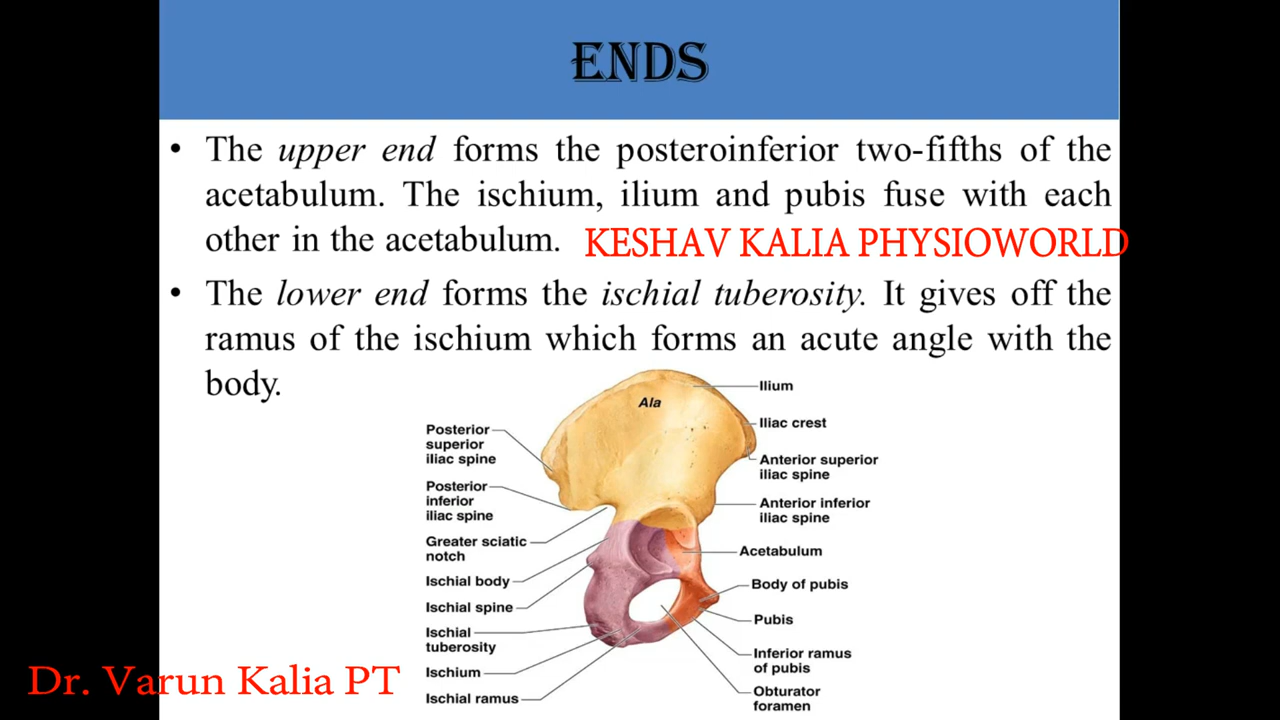 ENDS
• The upper end forms the posteroinferior two-fifths of the
acetabulum. The ischium, ilium and pubis fuse with each
other in the acetabulum. KESHAV KALIA PHYSIOWORLD
• The lower end forms the ischial tuberosity. It gives off the
ramus of the ischium which forms an acute angle with the
body.
Ala
Posterior
superior
iliac spine
Posterior
inferior
iliac spine
Greater sciatic
notch
Ischial body
Ischial spine
Ischial
tuberosity
Ischium
Ischial ramus
Ilium
Iliac crest
Anterior superior
iliac spine
Anterior inferior
iliac spine
Acetabulum
Body of pubis
Pubis
Inferior ramus
of pubis
Obturator
foramen
Dr. Varun Kalia PT